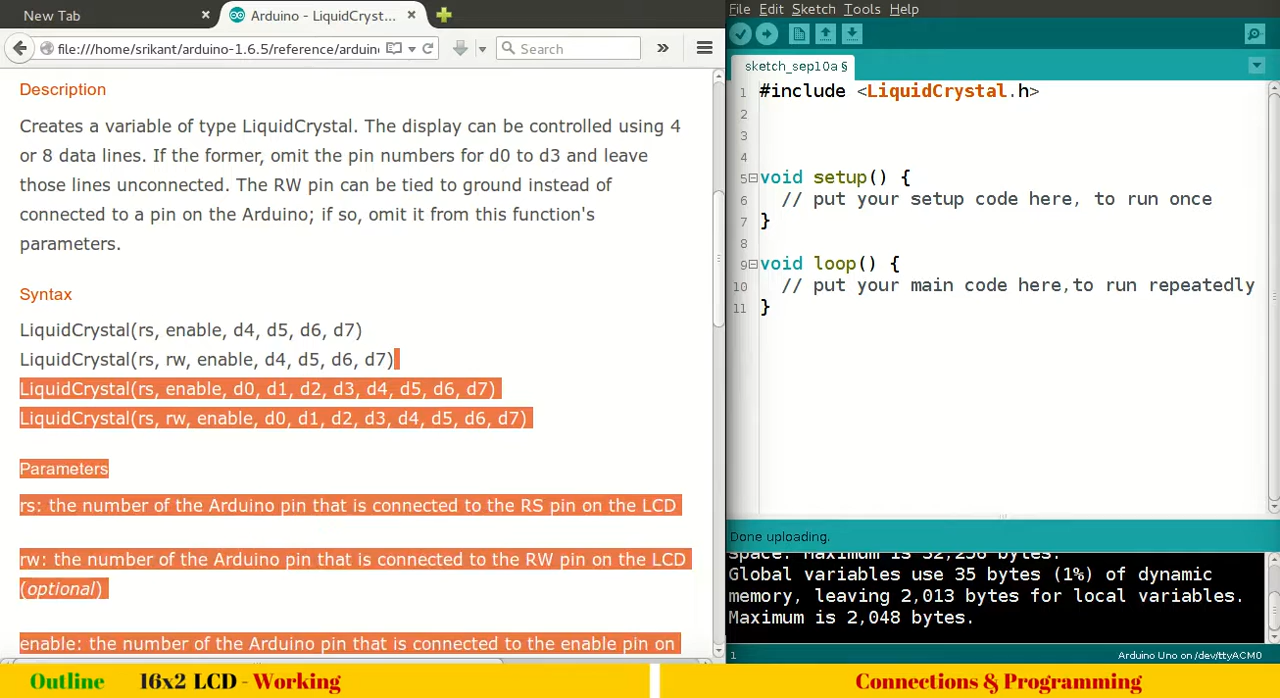 New Tab
Arduino - LiquidCryst...
file:///home/srikant/arduino-1.6.5/reference/arduin
Search
Description
Creates a variable of type LiquidCrystal. The display can be controlled using 4
or 8 data lines. If the former, omit the pin numbers for d0 to d3 and leave
those lines unconnected. The RW pin can be tied to ground instead of
connected to a pin on the Arduino; if so, omit it from this function's
parameters.
Syntax
LiquidCrystal(rs, enable, d4, d5, d6, d7)
LiquidCrystal(rs, rw, enable, d4, d5, d6, d7)
LiquidCrystal(rs, enable, d0, d1, d2, d3, d4, d5, d6, d7)
LiquidCrystal(rs, rw, enable, d0, d1, d2, d3, d4, d5, d6, d7)
Parameters
rs: the number of the Arduino pin that is connected to the RS pin on the LCD
rw: the number of the Arduino pin that is connected to the RW pin on the LCD
(optional)
enable: the number of the Arduino pin that is connected to the enable pin on
File Edit Sketch Tools Help
sketch_sep10a §
1 #include <LiquidCrystal.h>
2
3
4
5 void setup() {
6 // put your setup code here, to run once
7 }
8
9 void loop() {
10 // put your main code here,to run repeatedly
11 }
Done uploading.
space. Maximum is 32,256 bytes.
Global variables use 35 bytes (1%) of dynamic
memory, leaving 2,013 bytes for local variables.
Maximum is 2,048 bytes.
1 Arduino Uno on /dev/ttyACM0
Outline 16x2 LCD - Working
Connections & Programming